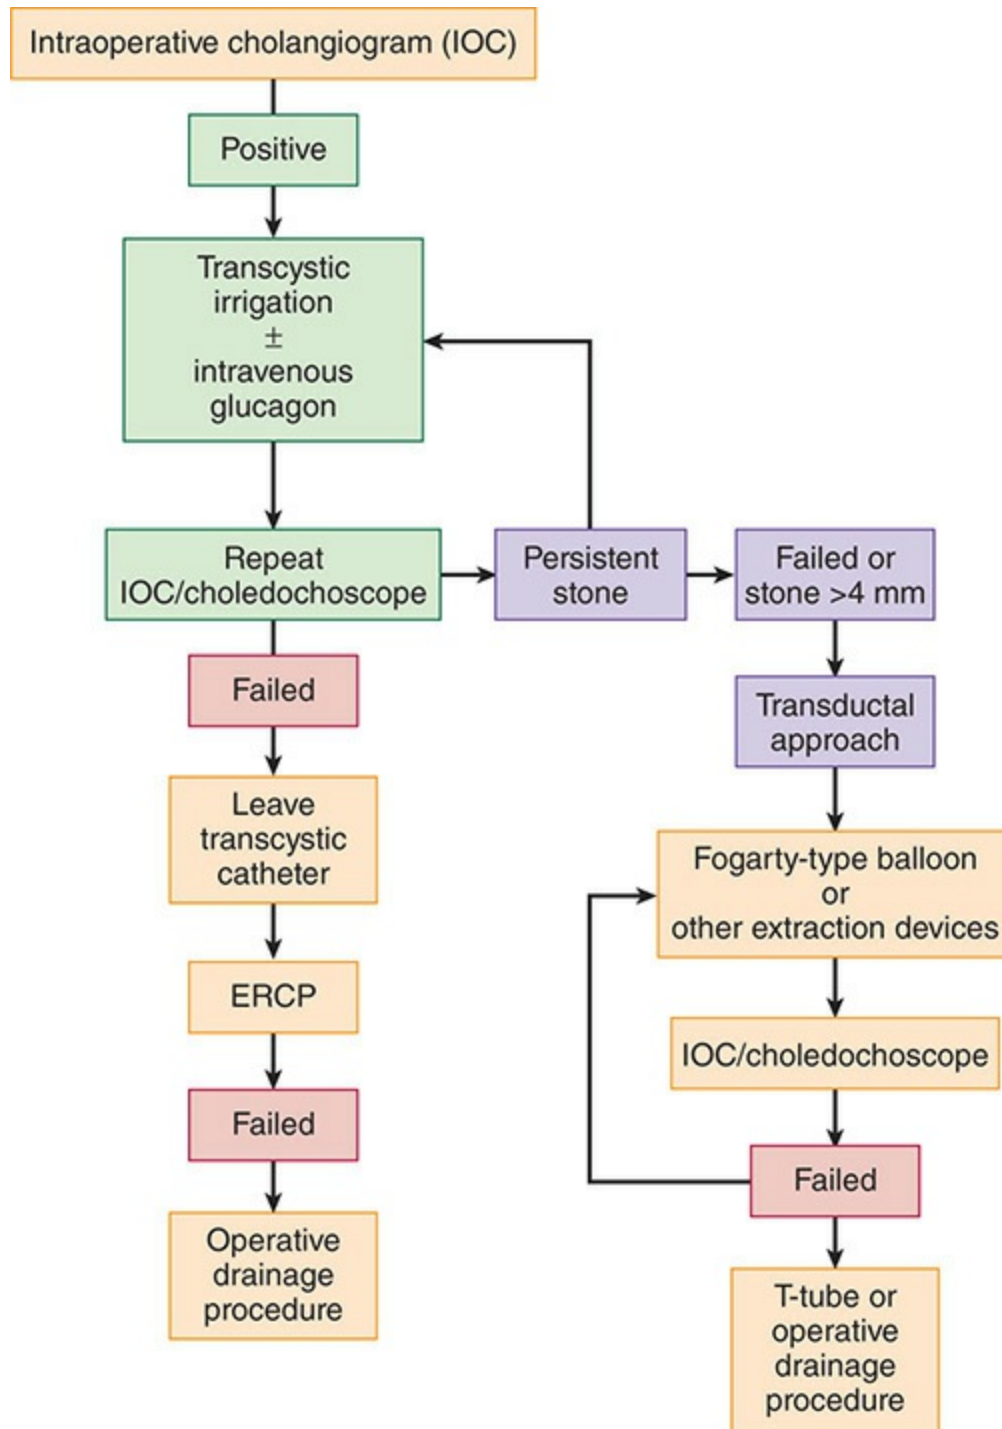 Intraoperative cholangiogram (IOC)
Positive
Transcystic
irrigation
±
intravenous
glucagon
Repeat
IOC/choledochoscope
Persistent
stone
Failed or
stone >4 mm
Failed
Transductal
approach
Leave
transcystic
catheter
Fogarty-type balloon
or
other extraction devices
ERCP
IOC/choledochoscope
Failed
Failed
Operative
drainage
procedure
T-tube or
operative
drainage
procedure